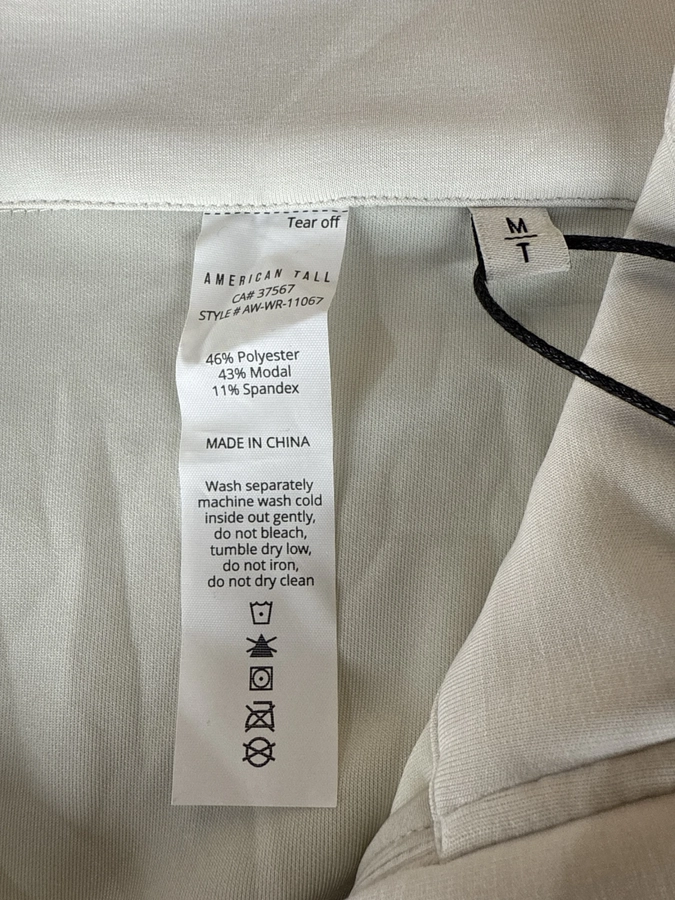 Tear off
AMERICAN TALL
CA# 37567
STYLE # AW-WR-11067
46% Polyester
43% Modal
11% Spandex
MADE IN CHINA
Wash separately
machine wash cold
inside out gently,
do not bleach,
tumble dry low,
do not iron,
do not dry clean
M
T